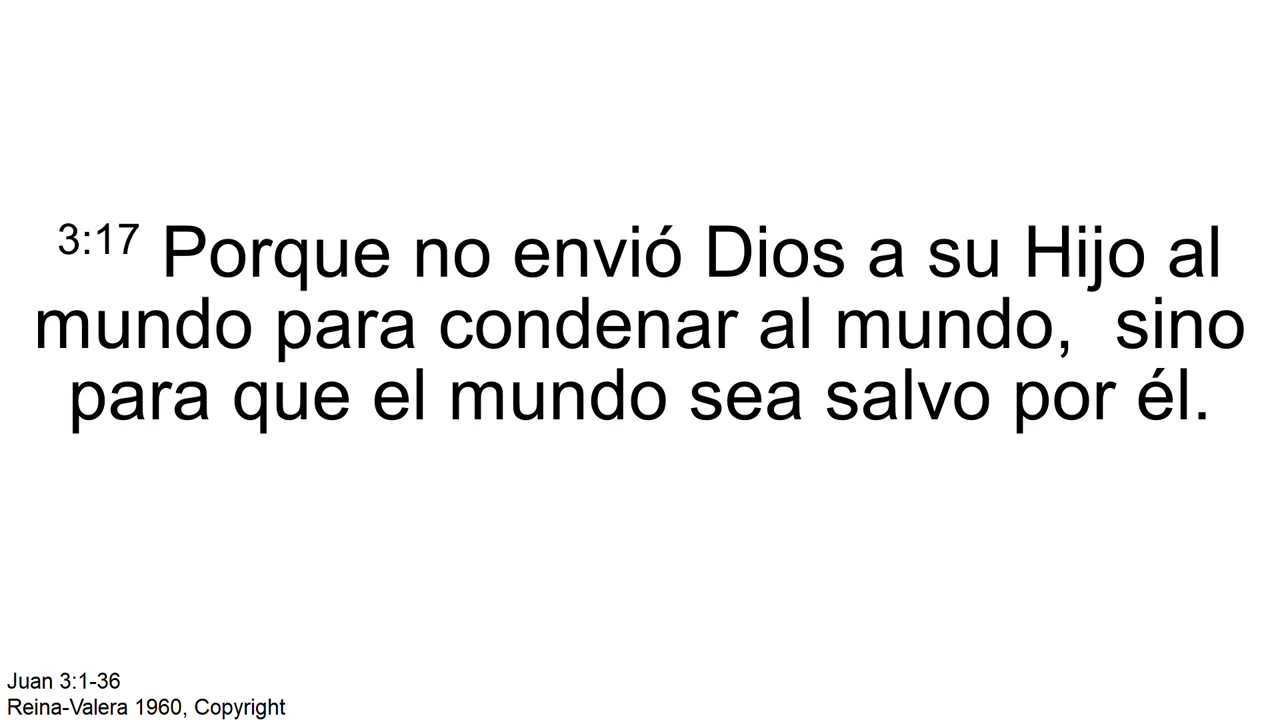 3:17 Porque no envió Dios a su Hijo al
mundo para condenar al mundo,  sino
para que el mundo sea salvo por él.
Juan 3:1-36
Reina-Valera 1960, Copyright